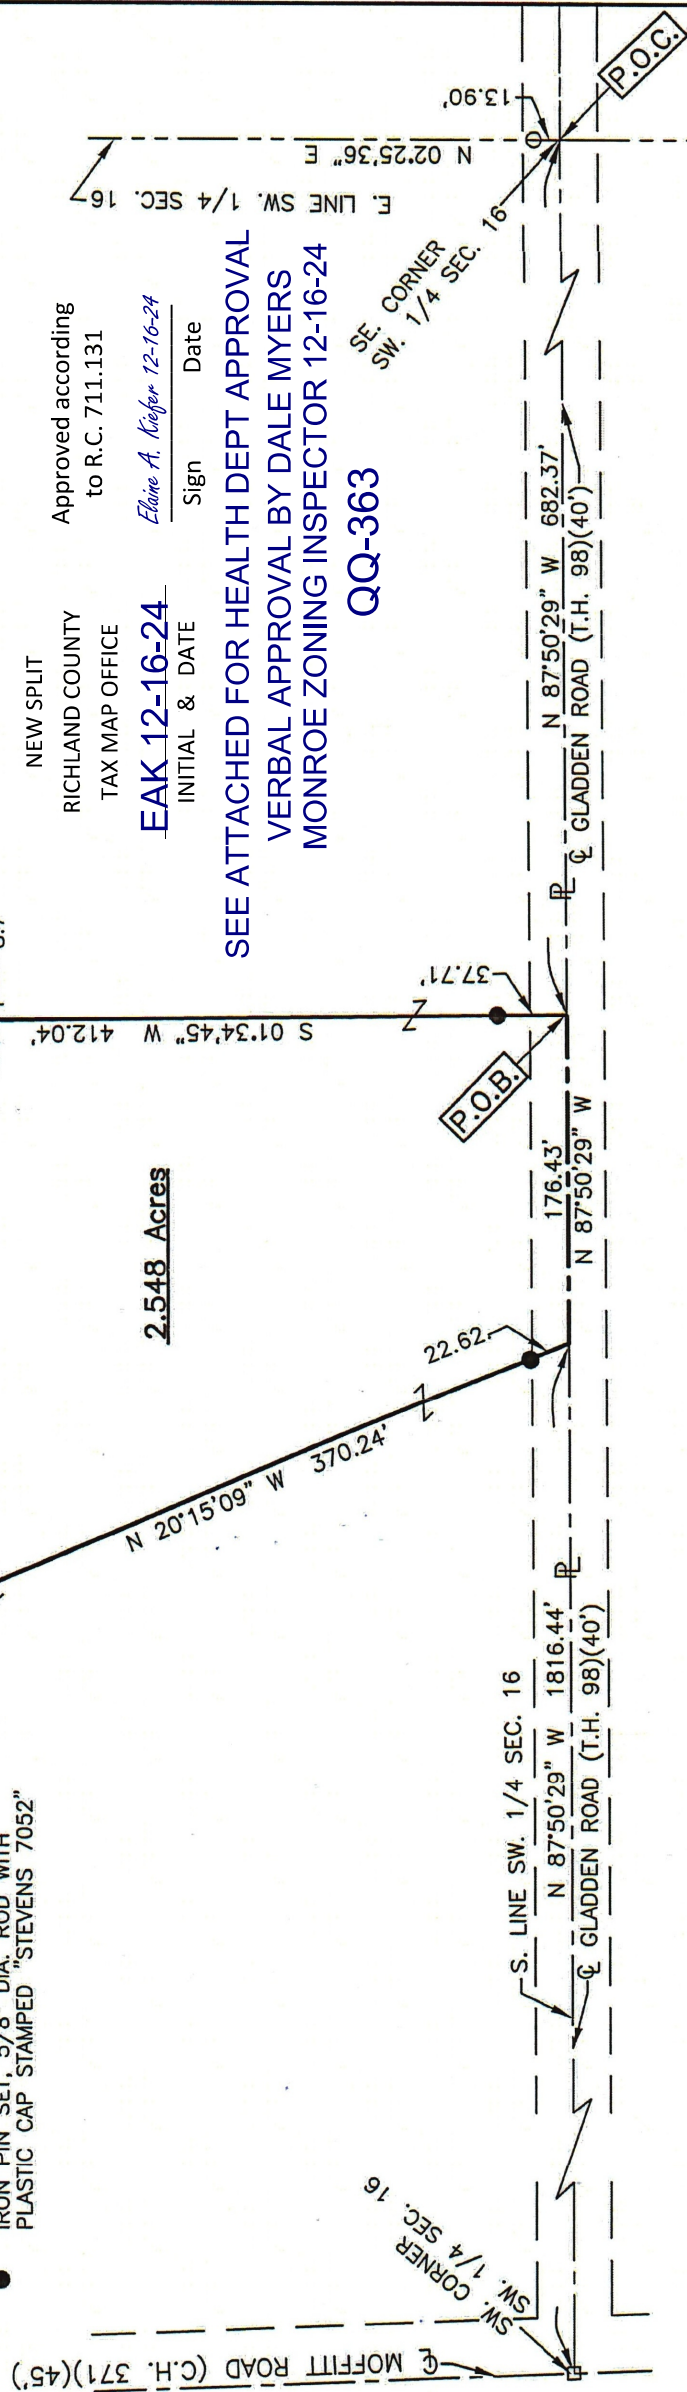 NEW SPLIT
RICHLAND COUNTY
TAX MAP OFFICE
EAK 12-16-24
INITIAL & DATE
Approved according
to R.C. 711.131
Elaine A. Kiefer 12-16-24
Sign Date
SEE ATTACHED FOR HEALTH DEPT APPROVAL
VERBAL APPROVAL BY DALE MYERS
MONROE ZONING INSPECTOR 12-16-24
QQ-363
E. LINE SW. 1/4 SEC. 16
N 02°25'36" E
13.90'
P.O.C.
SE. CORNER
SW. 1/4 SEC. 16
N 87°50'29" W 682.37'
℄ GLADDEN ROAD (T.H. 98)(40')
PL
S 01°34'45" W 412.04'
37.71'
P.O.B.
2.548 Acres
176.43'
N 87°50'29" W
22.62
N 20°15'09" W 370.24'
PL
S. LINE SW. 1/4 SEC. 16
N 87°50'29" W 1816.44'
℄ GLADDEN ROAD (T.H. 98)(40')
IRON PIN SET, 5/8" DIA. ROD WITH
PLASTIC CAP STAMPED "STEVENS 7052"
SW. CORNER
SW. 1/4 SEC. 16
℄ MOFFITT ROAD (C.H. 371)(45')